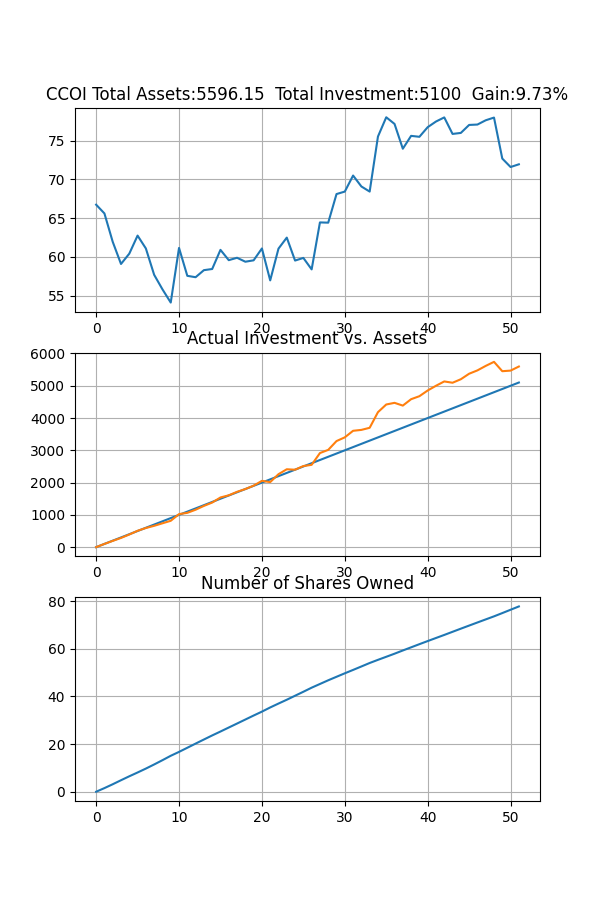 CCOI Total Assets:5596.15  Total Investment:5100  Gain:9.73%
75
70
65
60
55
0 10 20 30 40 50
Actual Investment vs. Assets
6000
5000
4000
3000
2000
1000
0
0 10 20 30 40 50
Number of Shares Owned
80
60
40
20
0
0 10 20 30 40 50